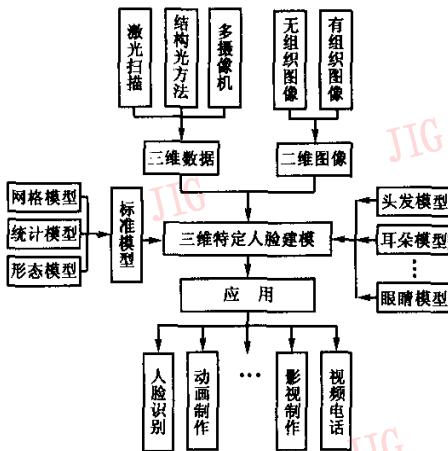 激光扫描
结构光方法
多摄像机
无组织图像
有组织图像
三维数据
二维图像
JIG
JIG
网格模型
统计模型
形态模型
标准模型
三维特定人脸建模
头发模型
耳朵模型
⋮
眼睛模型
应 用
人脸识别
动画制作
…
影视制作
视频电话
JIG